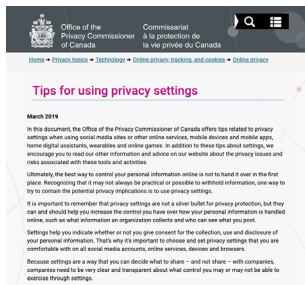 Office of the
Privacy Commissioner
of Canada
Commissariat
à la protection de
la vie privée du Canada
Home → Privacy topics → Technology → Online privacy, tracking, and cookies → Online privacy
Tips for using privacy settings
March 2019
In this document, the Office of the Privacy Commissioner of Canada offers tips related to privacy
settings when using social media sites or other online services, mobile devices and mobile apps,
home digital assistants, wearables and online games. In addition to these tips about settings, we
encourage you to read our other information and advice on our website about the privacy issues and
risks associated with these tools and activities.
Ultimately, the best way to control your personal information online is not to hand it over in the first
place. Recognizing that it may not always be practical or possible to withhold information, one way to
try to contain the potential privacy implications is to use privacy settings.
It is important to remember that privacy settings are not a silver bullet for privacy protection, but they
can and should help you increase the control you have over how your personal information is handled
online, such as what information an organization collects and who can see what you post.
Settings help you indicate whether or not you give consent for the collection, use and disclosure of
your personal information. That's why it's important to choose and set privacy settings that you are
comfortable with on all social media accounts, online services, devices and browsers.
Because settings are a way that you can decide what to share – and not share – with companies,
companies need to be very clear and transparent about what control you may or may not be able to
exercise through settings.